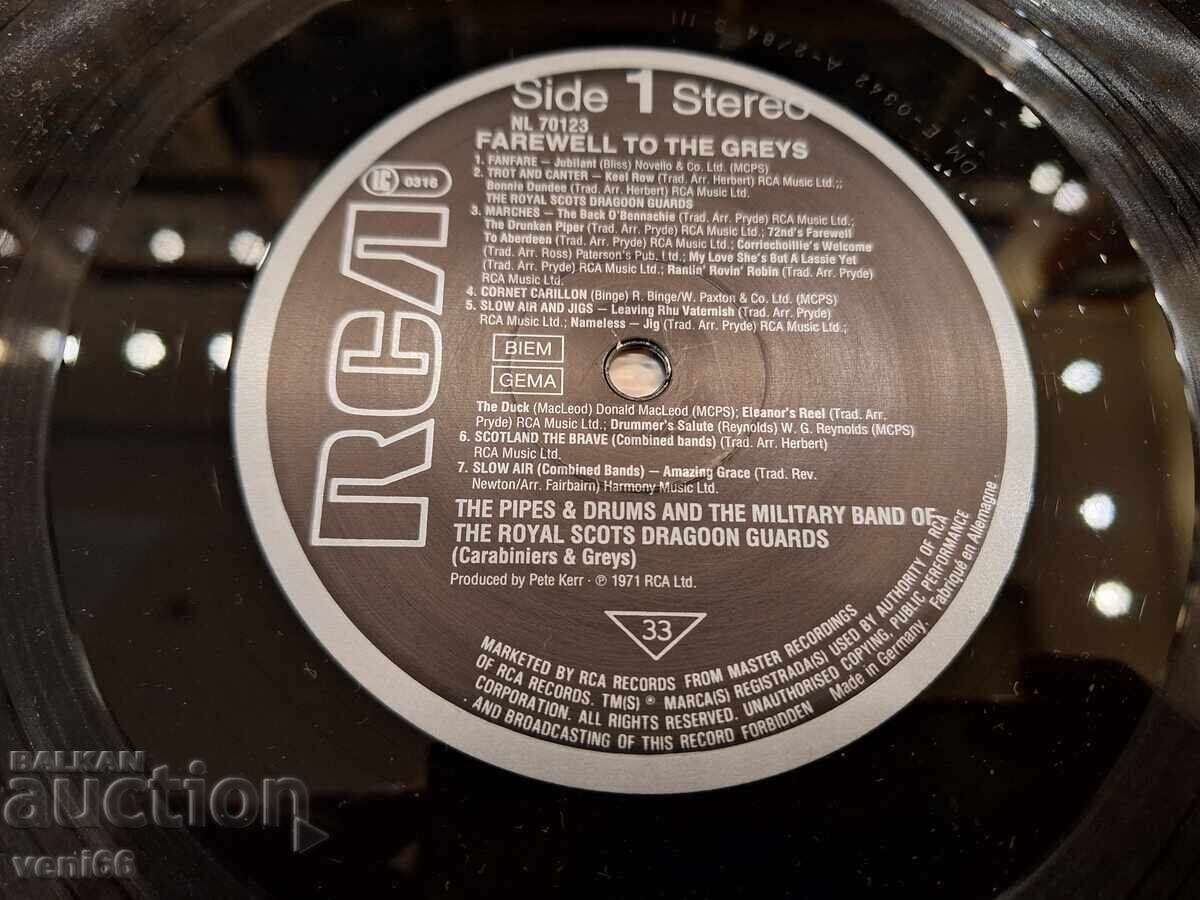 Side 1 Stereo
NL 70123
FAREWELL TO THE GREYS
1. FANFARE – Jubilant (Bliss) Novello & Co. Ltd. (MCPS)
2. TROT AND CANTER – Keel Row (Trad. Arr. Herbert) RCA Music Ltd.;
Bonnie Dundee (Trad. Arr. Herbert) RCA Music Ltd.
THE ROYAL SCOTS DRAGOON GUARDS
3. MARCHES – The Back O'Bennachie (Trad. Arr. Pryde) RCA Music Ltd.;
The Drunken Piper (Trad. Arr. Pryde) RCA Music Ltd.; 72nd's Farewell
To Aberdeen (Trad. Arr. Pryde) RCA Music Ltd.; Corriechoillie's Welcome
(Trad. Arr. Ross) Paterson's Pub. Ltd.; My Love She's But A Lassie Yet
(Trad. Arr. Pryde) RCA Music Ltd.; Rantin' Rovin' Robin (Trad. Arr. Pryde)
RCA Music Ltd.
4. CORNET CARILLON (Binge) R. Binge/W. Paxton & Co. Ltd. (MCPS)
5. SLOW AIR AND JIGS – Leaving Rhu Vaternish (Trad. Arr. Pryde)
RCA Music Ltd.; Nameless – Jig (Trad. Arr. Pryde) RCA Music Ltd.;
LC 0316
RCA
BIEM
GEMA
The Duck (MacLeod) Donald MacLeod (MCPS); Eleanor's Reel (Trad. Arr.
Pryde) RCA Music Ltd.; Drummer's Salute (Reynolds) W. G. Reynolds (MCPS)
6. SCOTLAND THE BRAVE (Combined bands) (Trad. Arr. Herbert)
RCA Music Ltd.
7. SLOW AIR (Combined Bands) – Amazing Grace (Trad. Rev.
Newton/Arr. Fairbairn) Harmony Music Ltd.
THE PIPES & DRUMS AND THE MILITARY BAND OF
THE ROYAL SCOTS DRAGOON GUARDS
(Carabiniers & Greys)
Produced by Pete Kerr · ℗ 1971 RCA Ltd.
33
MARKETED BY RCA RECORDS FROM MASTER RECORDINGS
OF RCA RECORDS. TM(S) ® MARCA(S) REGISTRADA(S) USED BY AUTHORITY OF RCA
CORPORATION. ALL RIGHTS RESERVED. UNAUTHORISED COPYING, PUBLIC PERFORMANCE
AND BROADCASTING OF THIS RECORD FORBIDDEN
Made in Germany. Fabriqué en Allemagne
BALKAN
auction
veni66